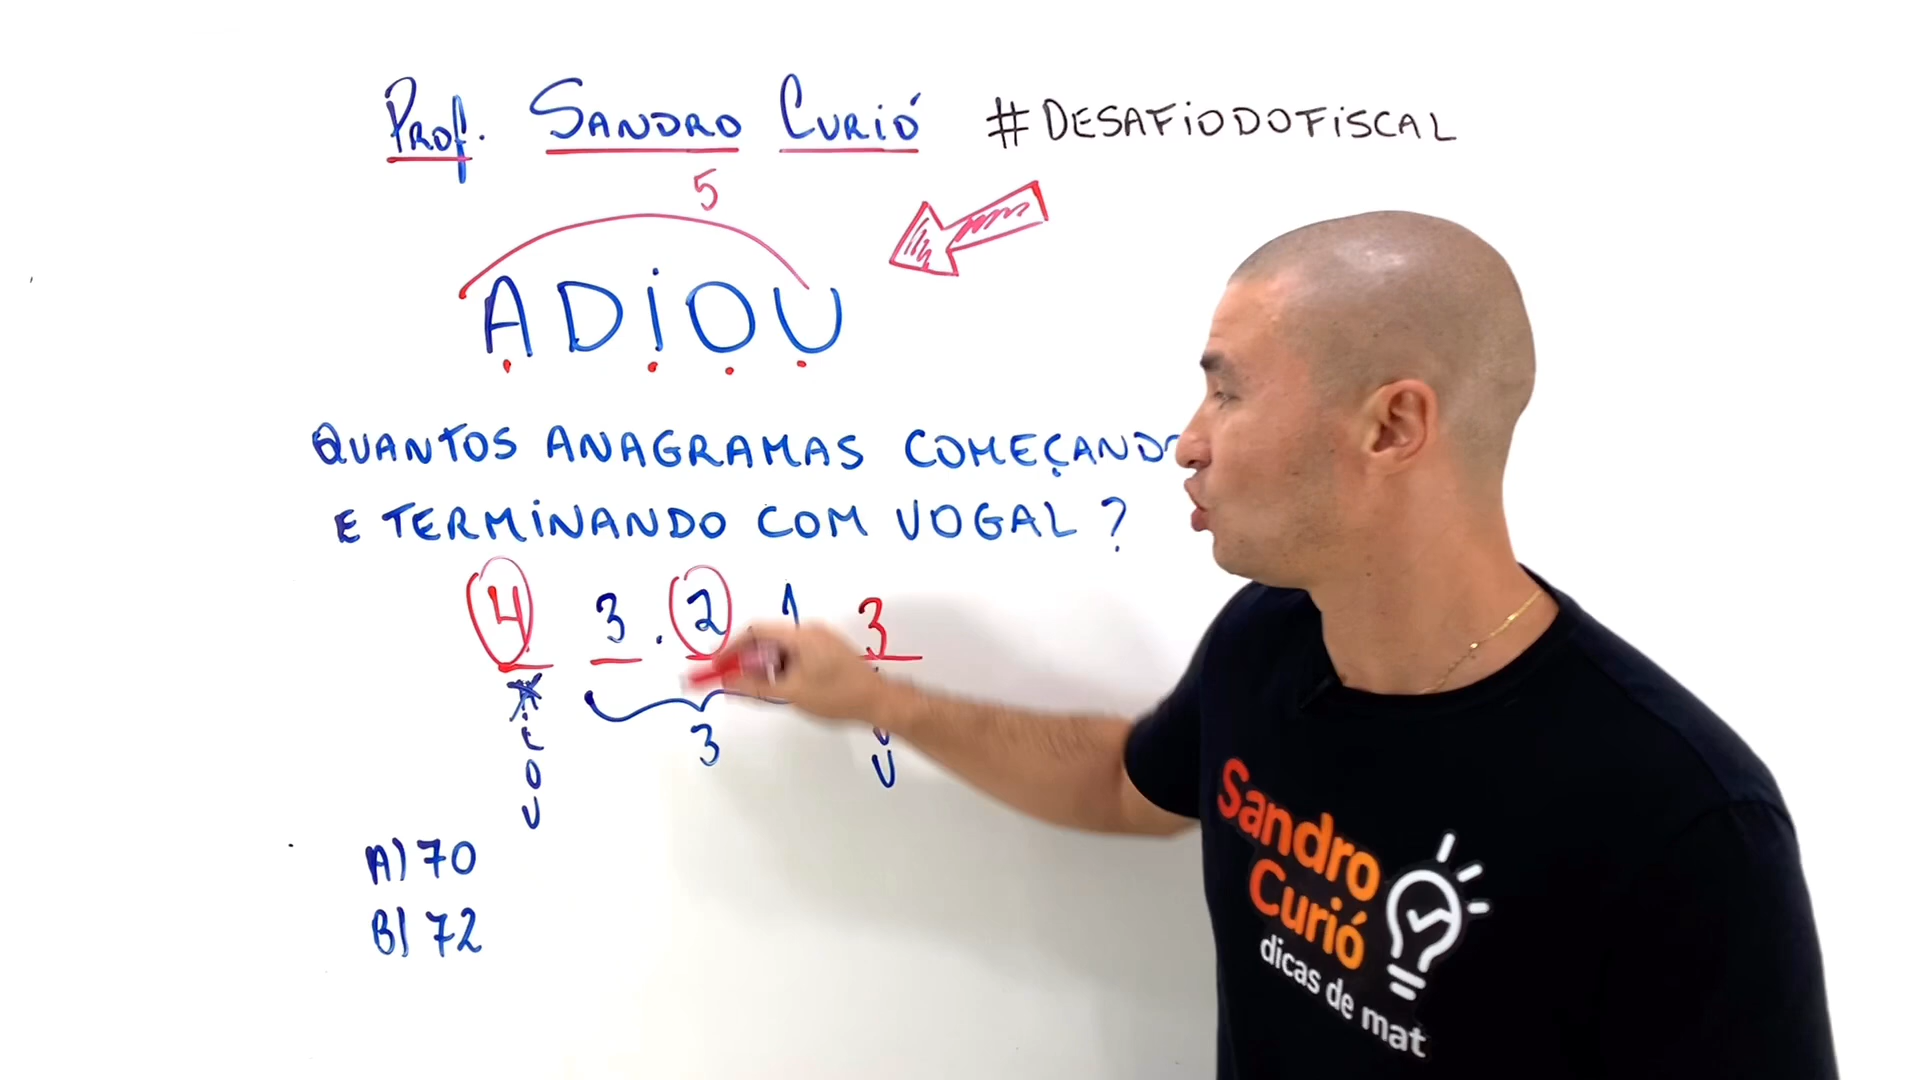 Prof. SANDRO CURIÓ #DESAFiODOFiSCAL
5
ADiOU
QUANTOS ANAGRAMAS COMEÇANDO
E TERMINANDO COM VOGAL?
4 3 . 2 1 3
3
O
U
U
A) 70
B) 72
Sandro
Curió
dicas de mat